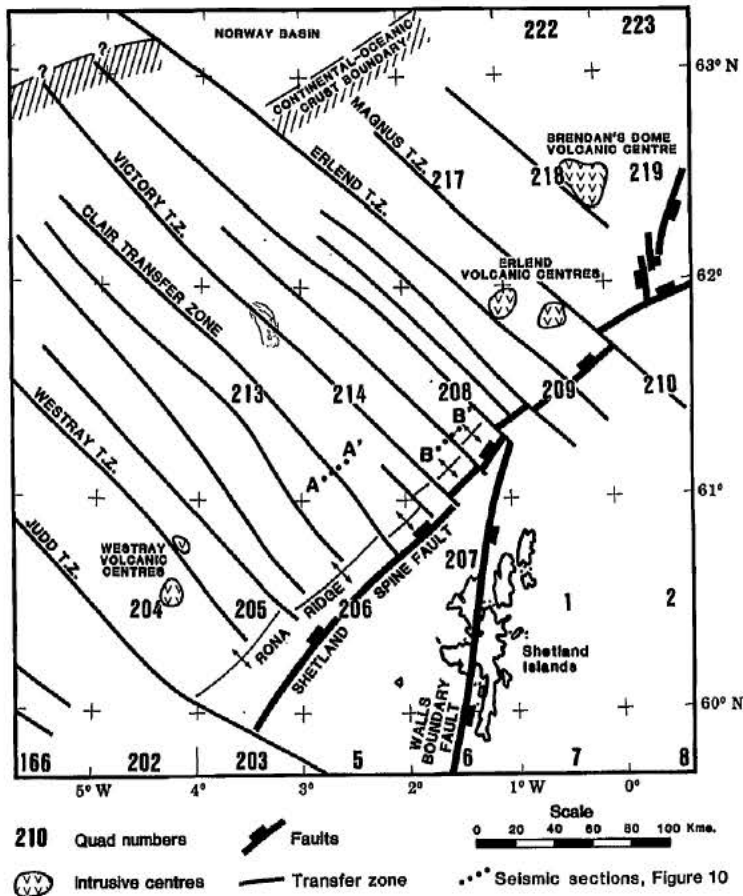 NORWAY BASIN
222
223
CONTINENTAL-OCEANIC
CRUST BOUNDARY
63° N
?
?
MAGNUS T.Z.
BRENDAN'S DOME
VOLCANIC CENTRE
217
218
219
VICTORY T.Z.
ERLEND T.Z.
CLAIR TRANSFER ZONE
ERLEND
VOLCANIC CENTRES
62°
213
214
208
209
210
WESTRAY T.Z.
A
A'
B
B'
61°
JUDD T.Z.
WESTRAY
VOLCANIC
CENTRES
204
205
206
207
RONA RIDGE
SHETLAND SPINE FAULT
1
2
Shetland
Islands
WALLS
BOUNDARY
FAULT
60° N
166
202
203
5
6
7
8
5° W
4°
3°
2°
1° W
0°
210 Quad numbers
Faults
Scale
0 20 40 60 80 100 Kms.
Intrusive centres
Transfer zone
Seismic sections, Figure 10